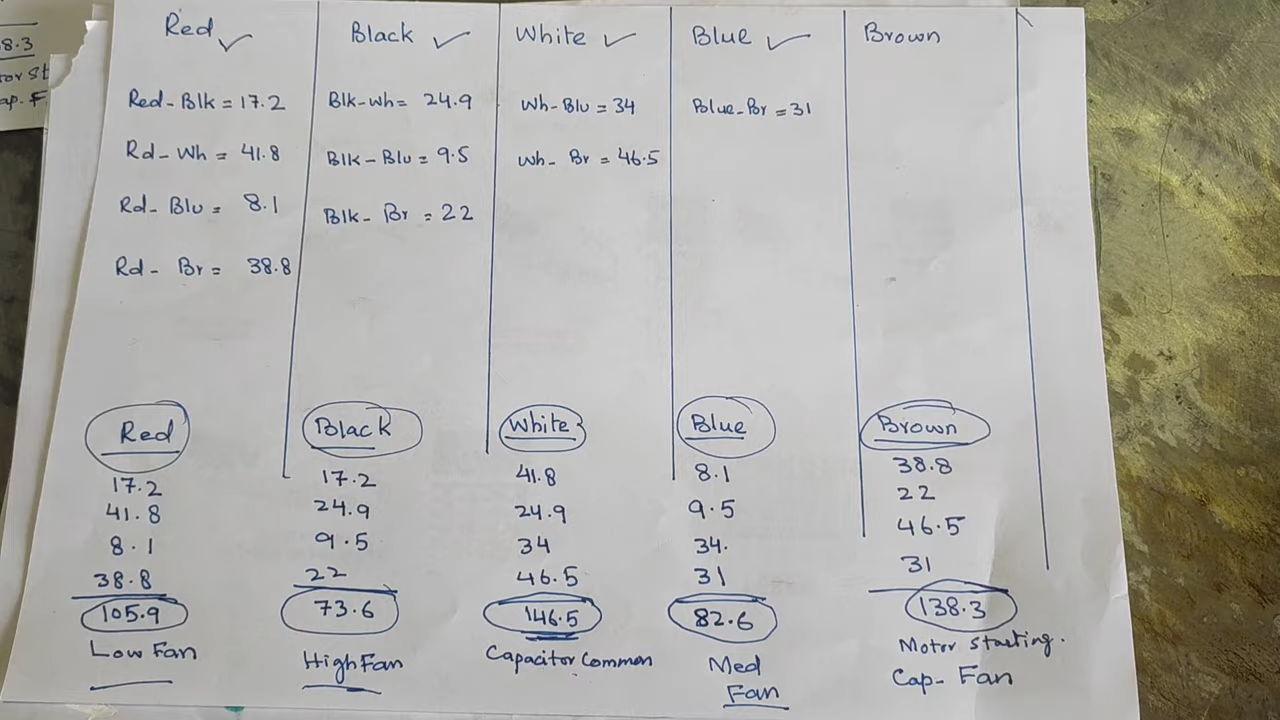 8.3
Cap. F
Red
Red-Blk = 17.2
Rd-Wh = 41.8
Rd-Blu = 8.1
Rd- Br = 38.8
Black
Blk-Wh= 24.9
Blk-Blu = 9.5
Blk- Br = 22
White
Wh-Blu = 34
Wh- Br = 46.5
Blue
Blue-Br = 31
Brown
Red
17.2
41.8
8.1
38.8
105.9
Low Fan
Black
17.2
24.9
9.5
22
73.6
High Fan
White
41.8
24.9
34
46.5
146.5
Capacitor Common
Blue
8.1
9.5
34.
31
82.6
Med
Fan
Brown
38.8
22
46.5
31
138.3
Motor Starting.
Cap- Fan